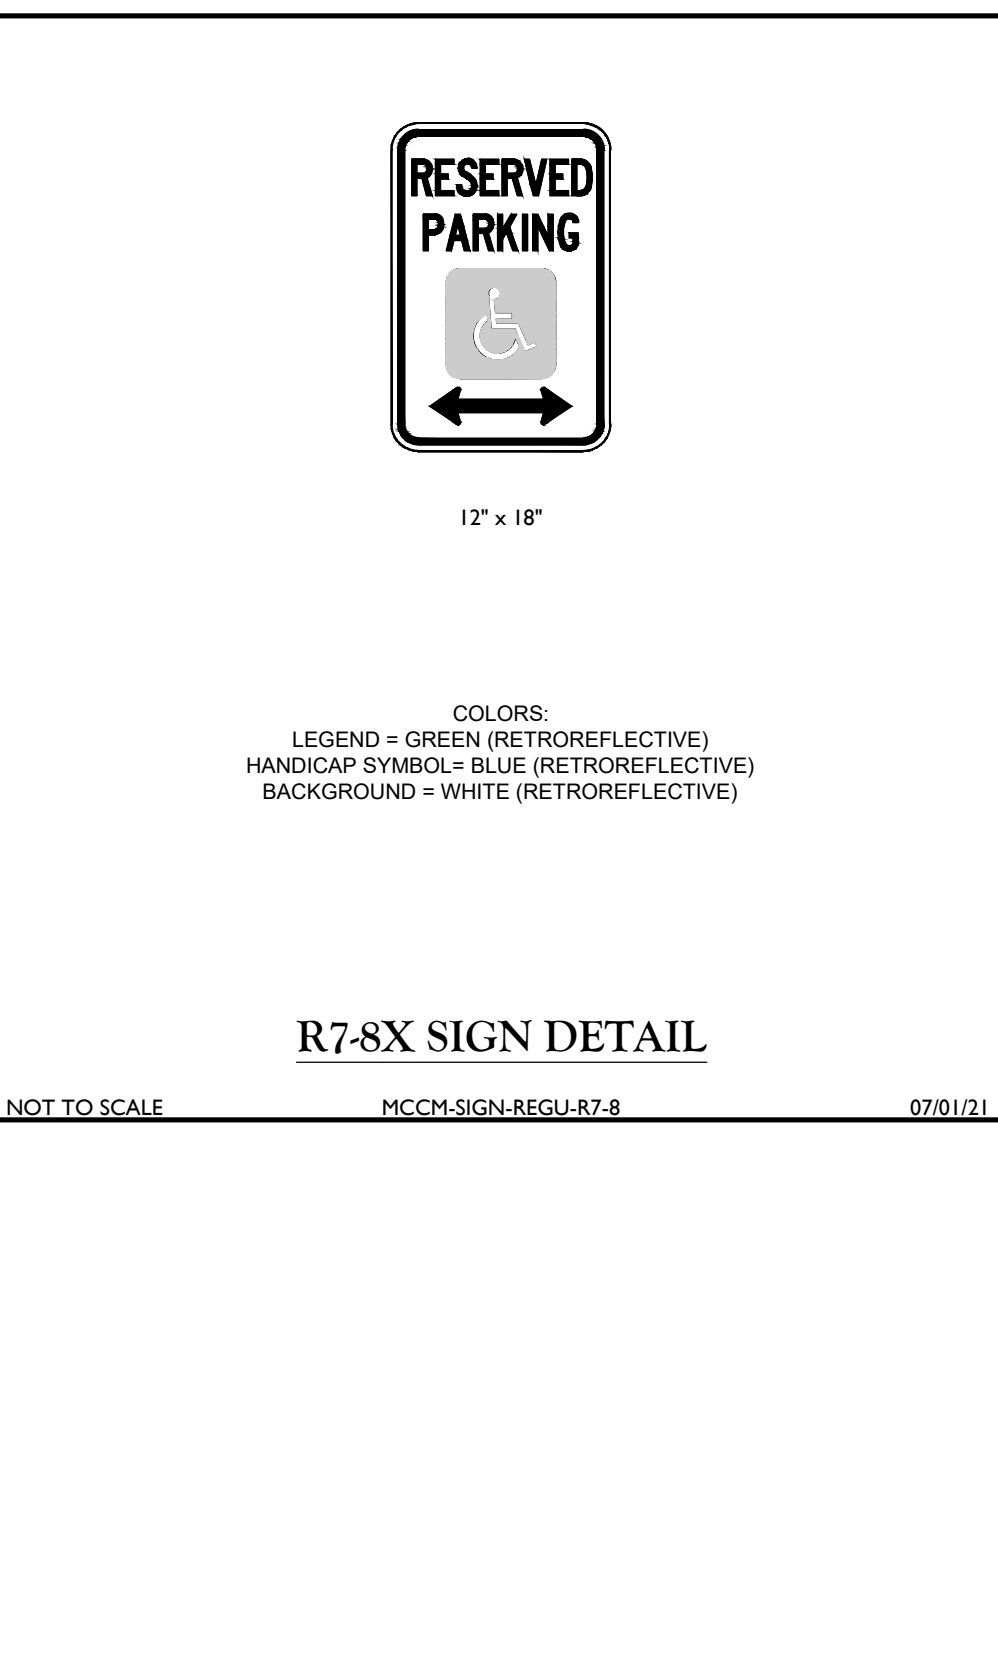 RESERVED
PARKING
12" x 18"
COLORS:
LEGEND = GREEN (RETROREFLECTIVE)
HANDICAP SYMBOL= BLUE (RETROREFLECTIVE)
BACKGROUND = WHITE (RETROREFLECTIVE)
R7-8X SIGN DETAIL
NOT TO SCALE MCCM-SIGN-REGU-R7-8 07/01/21